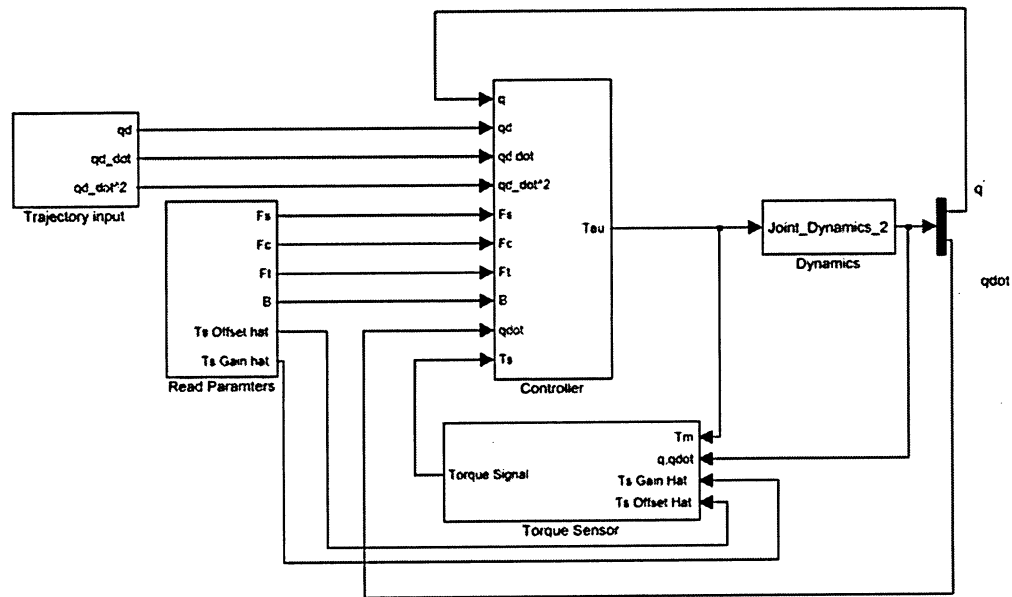 qd
qd_dot
qd_dot^2
Trajectory input
Fs
Fc
Ft
B
Ts Offset hat
Ts Gain hat
Read Paramters
q
qd
qd dot
qd_dot^2
Fs
Fc
Ft
B
qdot
Ts
Tau
Controller
Joint_Dynamics_2
Dynamics
q
qdot
Torque Signal
Tm
q,qdot
Ts Gain Hat
Ts Offset Hat
Torque Sensor